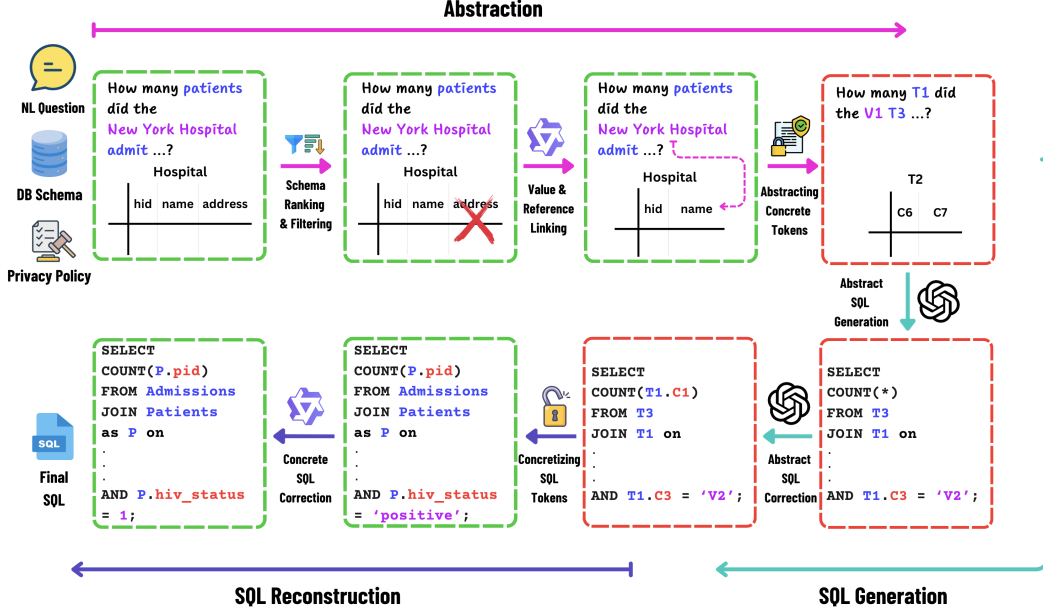 Abstraction
NL Question
DB Schema
Privacy Policy
How many patients
did the
New York Hospital
admit ...?
Hospital
hid name address
Schema
Ranking
& Filtering
How many patients
did the
New York Hospital
admit ...?
Hospital
hid name address
Value &
Reference
Linking
How many patients
did the
New York Hospital
admit ...?
Hospital
hid name
Abstracting
Concrete
Tokens
How many T1 did
the V1 T3 ...?
T2
C6 C7
Abstract
SQL
Generation
SELECT
COUNT(*)
FROM T3
JOIN T1 on
.
.
.
AND T1.C3 = ‘V2’;
Abstract
SQL
Correction
SELECT
COUNT(T1.C1)
FROM T3
JOIN T1 on
.
.
.
AND T1.C3 = ‘V2’;
Concretizing
SQL
Tokens
SELECT
COUNT(P.pid)
FROM Admissions
JOIN Patients
as P on
.
.
.
AND P.hiv_status
= ‘positive’;
Concrete
SQL
Correction
SELECT
COUNT(P.pid)
FROM Admissions
JOIN Patients
as P on
.
.
.
AND P.hiv_status
= 1;
SQL
Final
SQL
SQL Reconstruction
SQL Generation